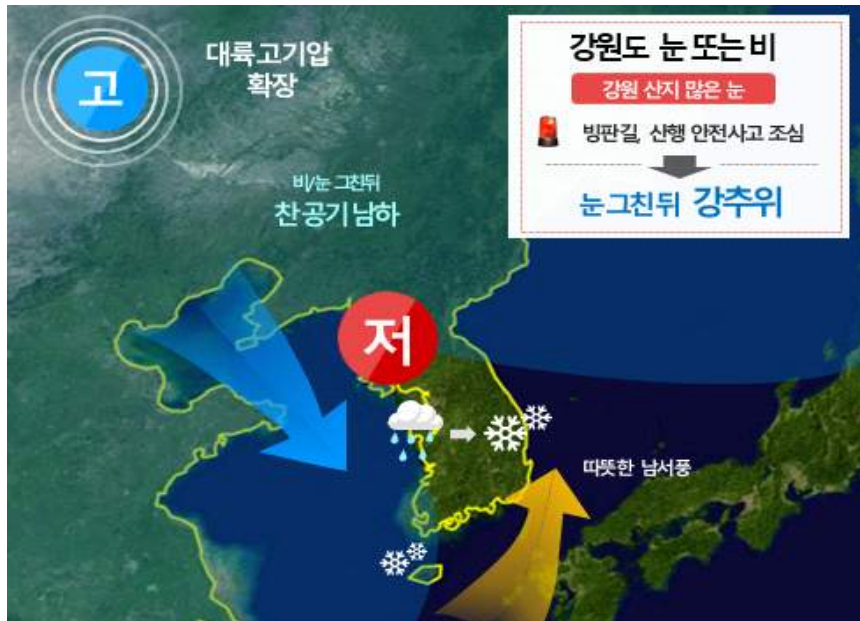 고
대륙고기압
확장
강원도 눈 또는 비
강원 산지 많은 눈
빙판길, 산행 안전사고 조심
눈그친뒤 강추위
비/눈 그친뒤
찬 공기 남하
저
따뜻한 남서풍